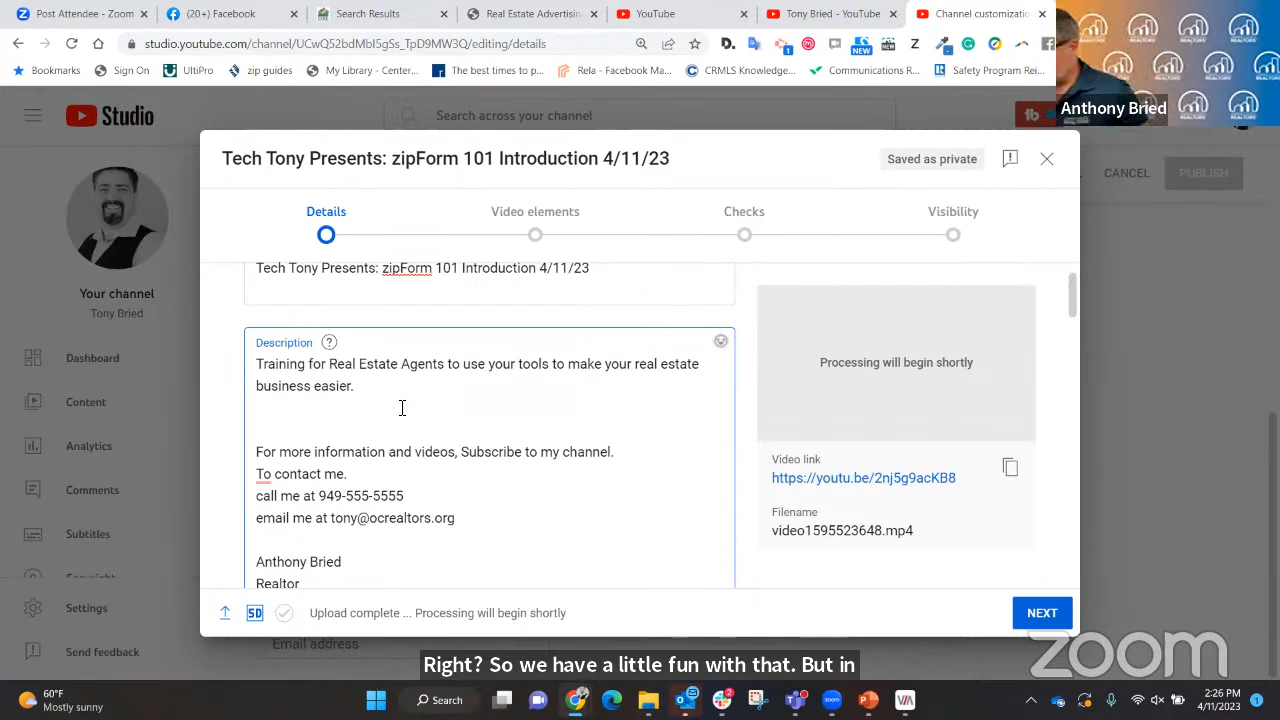 Post Attendee - Zoom
(20+) Facebook
Search Results
Real Estate Advertising
YouTube
Tony Bried - YouTube
Channel customization
studio.youtube.com/channel/
/editing/details
Bookmarks
Sign On
UltiPro
zip guides
My Library - Center...
The best times to p...
Rela - Facebook Ma...
CRMLS Knowledge...
Communications R...
Safety Program Rei
Anthony Bried
Studio
Search across your channel
CANCEL
PUBLISH
Your channel
Tony Bried
Dashboard
Content
Analytics
Comments
Subtitles
Copyright
Settings
Send feedback
Tech Tony Presents: zipForm 101 Introduction 4/11/23
Saved as private
Details
Video elements
Checks
Visibility
Tech Tony Presents: zipForm 101 Introduction 4/11/23
Description
Training for Real Estate Agents to use your tools to make your real estate
business easier.
For more information and videos, Subscribe to my channel.
To contact me.
call me at 949-555-5555
email me at tony@ocrealtors.org
Anthony Bried
Realtor
Processing will begin shortly
Video link
https://youtu.be/2nj5g9acKB8
Filename
video1595523648.mp4
SD
Upload complete ... Processing will begin shortly
NEXT
Email address
Right? So we have a little fun with that. But in
zoom
60°F
Mostly sunny
Search
2:26 PM
4/11/2023